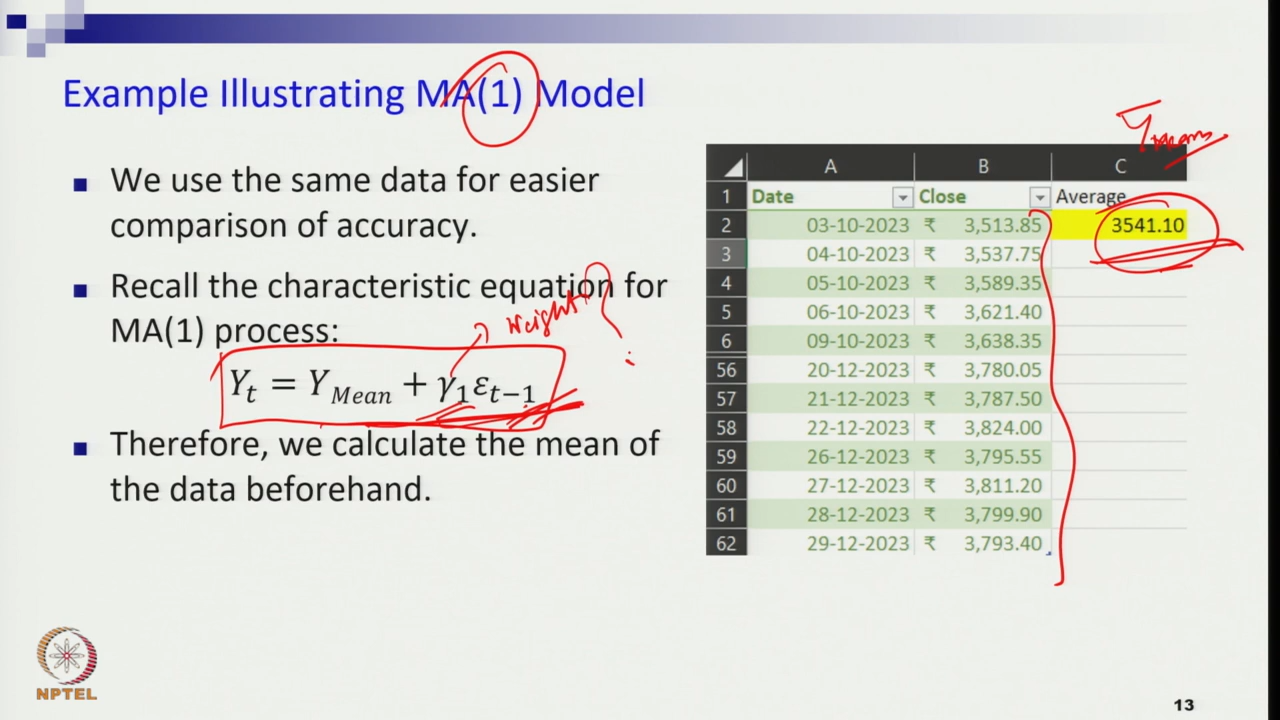 Example Illustrating MA(1) Model
We use the same data for easier
comparison of accuracy.
Recall the characteristic equation for
MA(1) process:
weight ?
Y_t = Y_Mean + γ_1 ε_{t−1}
Therefore, we calculate the mean of
the data beforehand.
Y mean
A B C
1 Date Close Average
2 03-10-2023 ₹ 3,513.85 3541.10
3 04-10-2023 ₹ 3,537.75
4 05-10-2023 ₹ 3,589.35
5 06-10-2023 ₹ 3,621.40
6 09-10-2023 ₹ 3,638.35
56 20-12-2023 ₹ 3,780.05
57 21-12-2023 ₹ 3,787.50
58 22-12-2023 ₹ 3,824.00
59 26-12-2023 ₹ 3,795.55
60 27-12-2023 ₹ 3,811.20
61 28-12-2023 ₹ 3,799.90
62 29-12-2023 ₹ 3,793.40
NPTEL
13